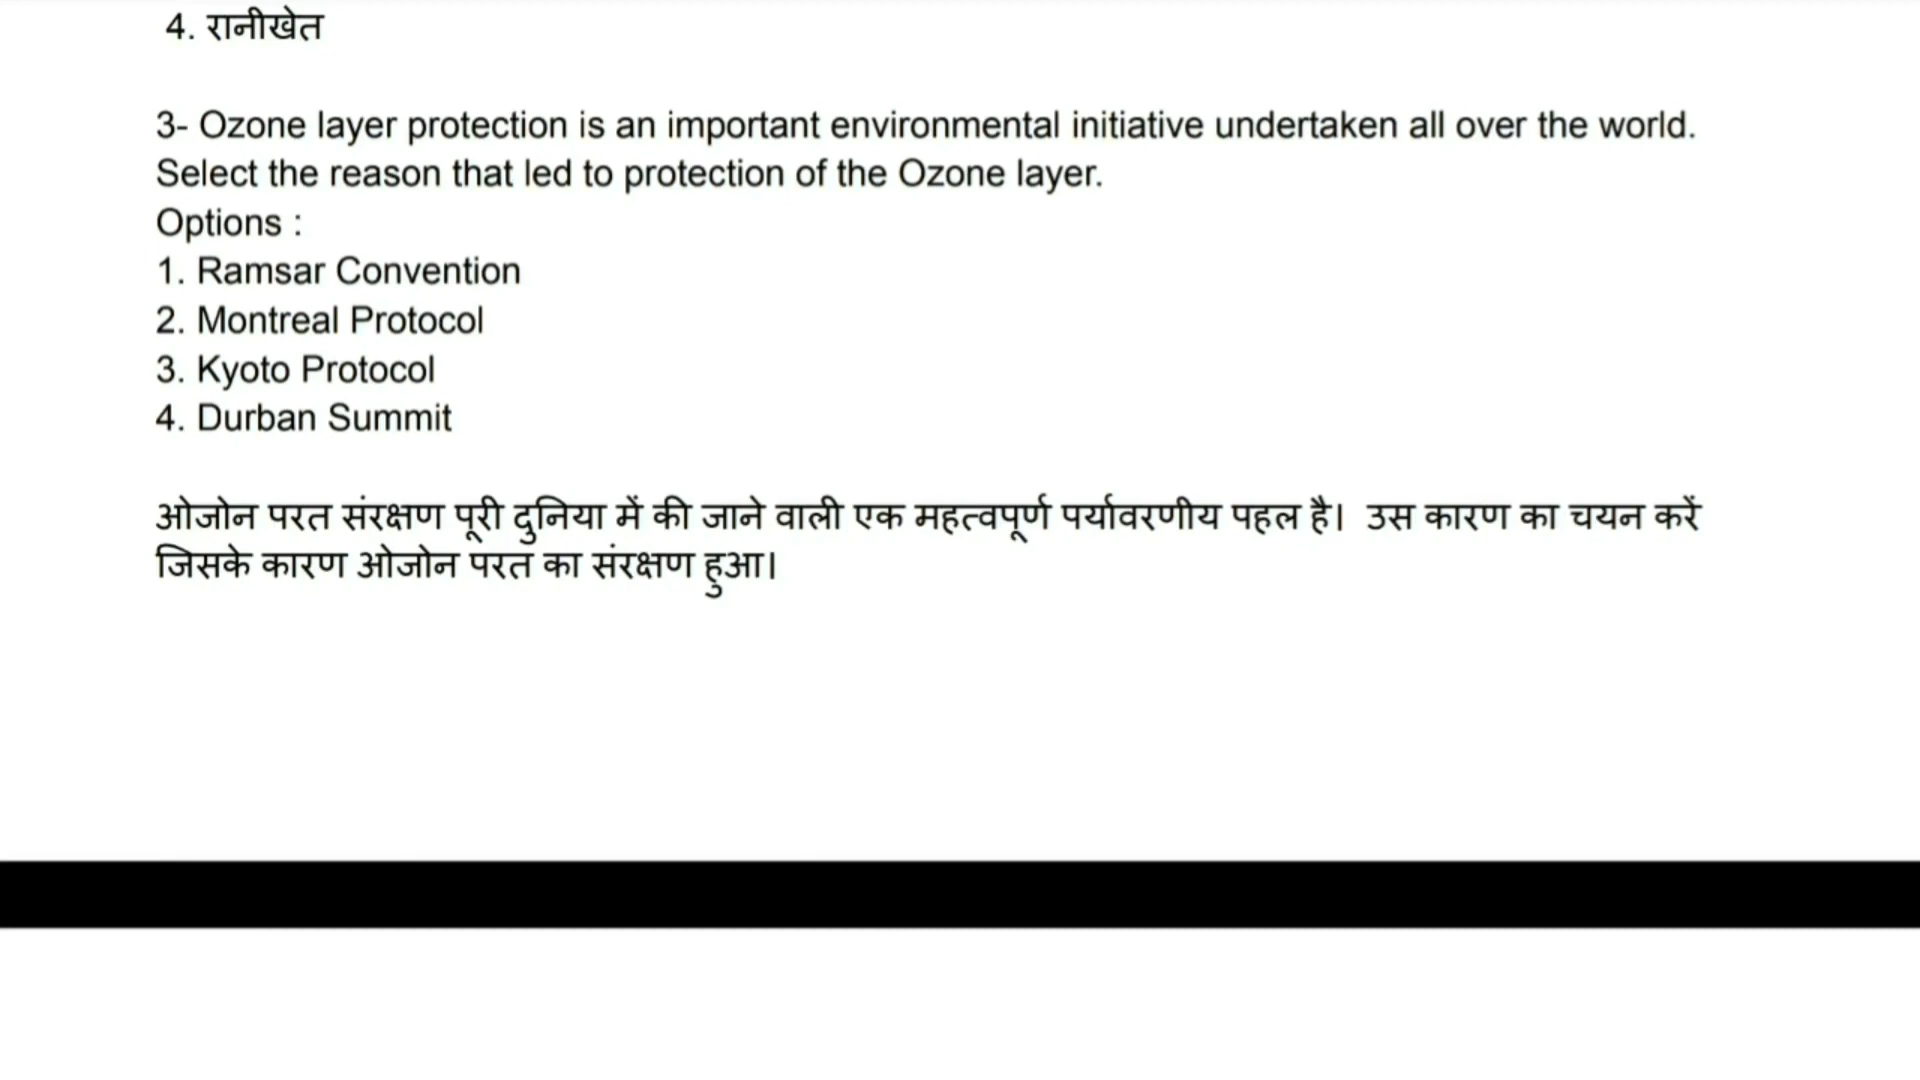 4. रानीखेत
3- Ozone layer protection is an important environmental initiative undertaken all over the world.
Select the reason that led to protection of the Ozone layer.
Options :
1. Ramsar Convention
2. Montreal Protocol
3. Kyoto Protocol
4. Durban Summit
ओजोन परत संरक्षण पूरी दुनिया में की जाने वाली एक महत्वपूर्ण पर्यावरणीय पहल है। उस कारण का चयन करें
जिसके कारण ओजोन परत का संरक्षण हुआ।